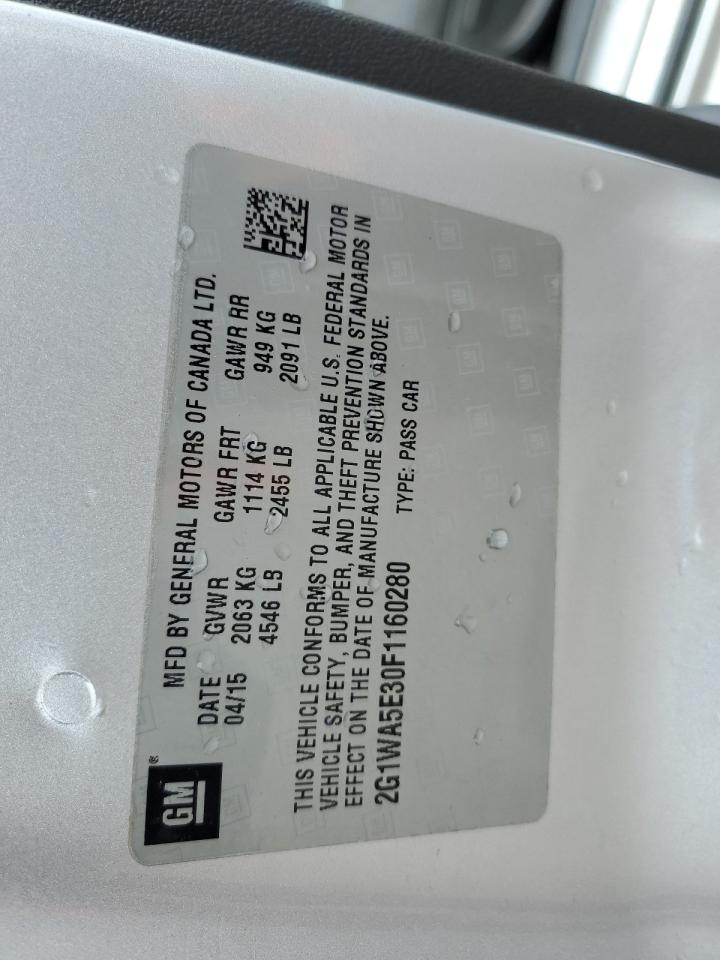 GM®
MFD BY GENERAL MOTORS OF CANADA LTD.
DATE GVWR GAWR FRT GAWR RR
04/15 2063 KG 1114 KG 949 KG
4546 LB 2455 LB 2091 LB
THIS VEHICLE CONFORMS TO ALL APPLICABLE U.S. FEDERAL MOTOR
VEHICLE SAFETY, BUMPER, AND THEFT PREVENTION STANDARDS IN
EFFECT ON THE DATE OF MANUFACTURE SHOWN ABOVE.
2G1WA5E30F1160280 TYPE: PASS CAR